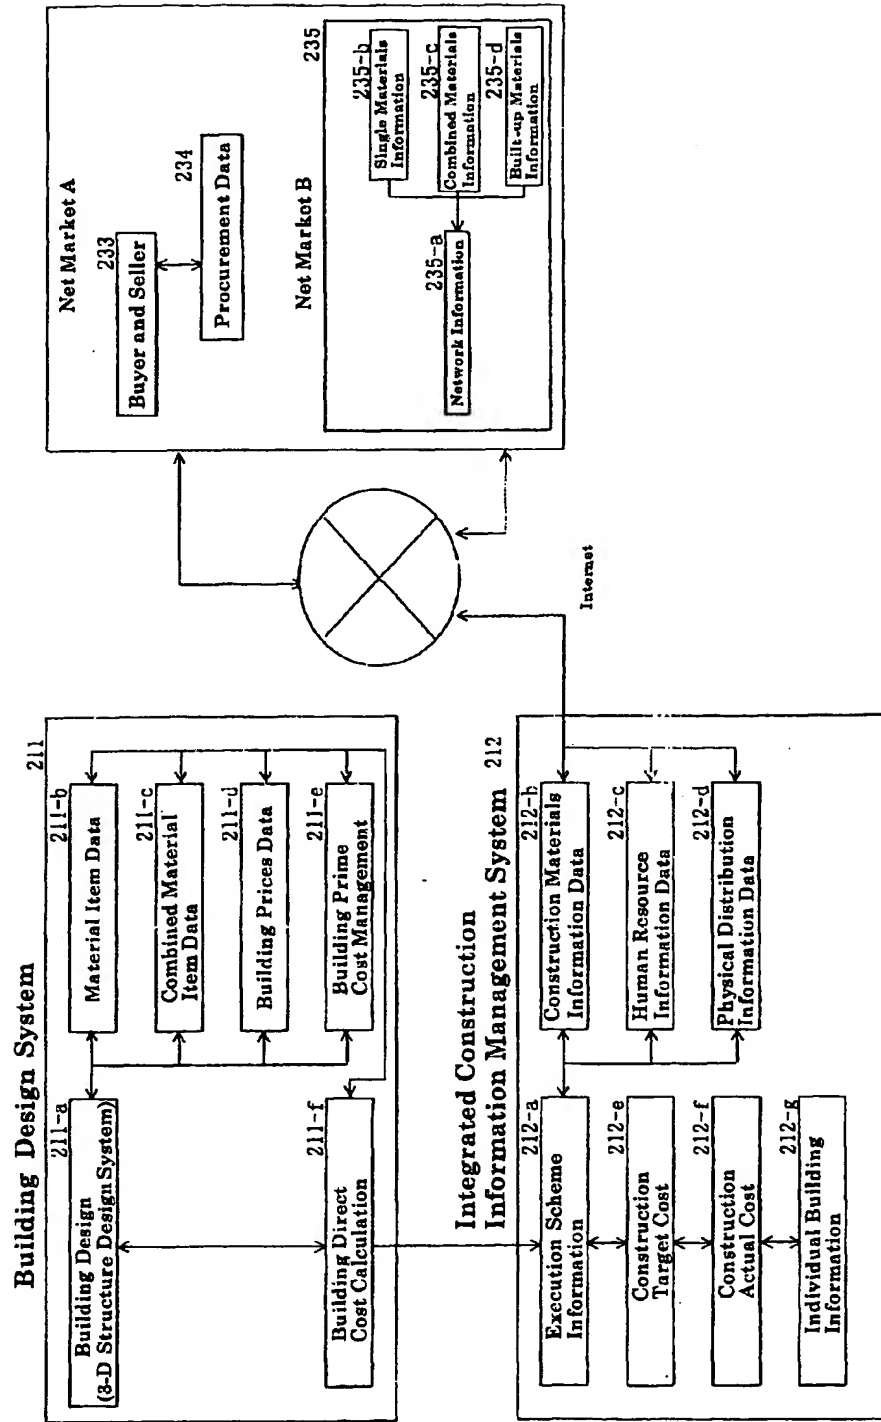 Building Design System
211
211-a
Building Design
(3-D Structure Design System)
211-b
Material Item Data
211-c
Combined Material
Item Data
211-d
Building Prices Data
211-e
Building Prime
Cost Management
211-f
Building Direct
Cost Calculation
Integrated Construction
Information Management System
212
212-a
Execution Scheme
Information
212-b
Construction Materials
Information Data
212-c
Human Resource
Information Data
212-d
Physical Distribution
Information Data
212-e
Construction
Target Cost
212-f
Construction
Actual Cost
212-g
Individual Building
Information
Internet
Net Market A
233
Buyer and Seller
234
Procurement Data
Net Market B
235
235-a
Network Information
235-b
Single Materials
Information
235-c
Combined Materials
Information
235-d
Built-up Materials
Information